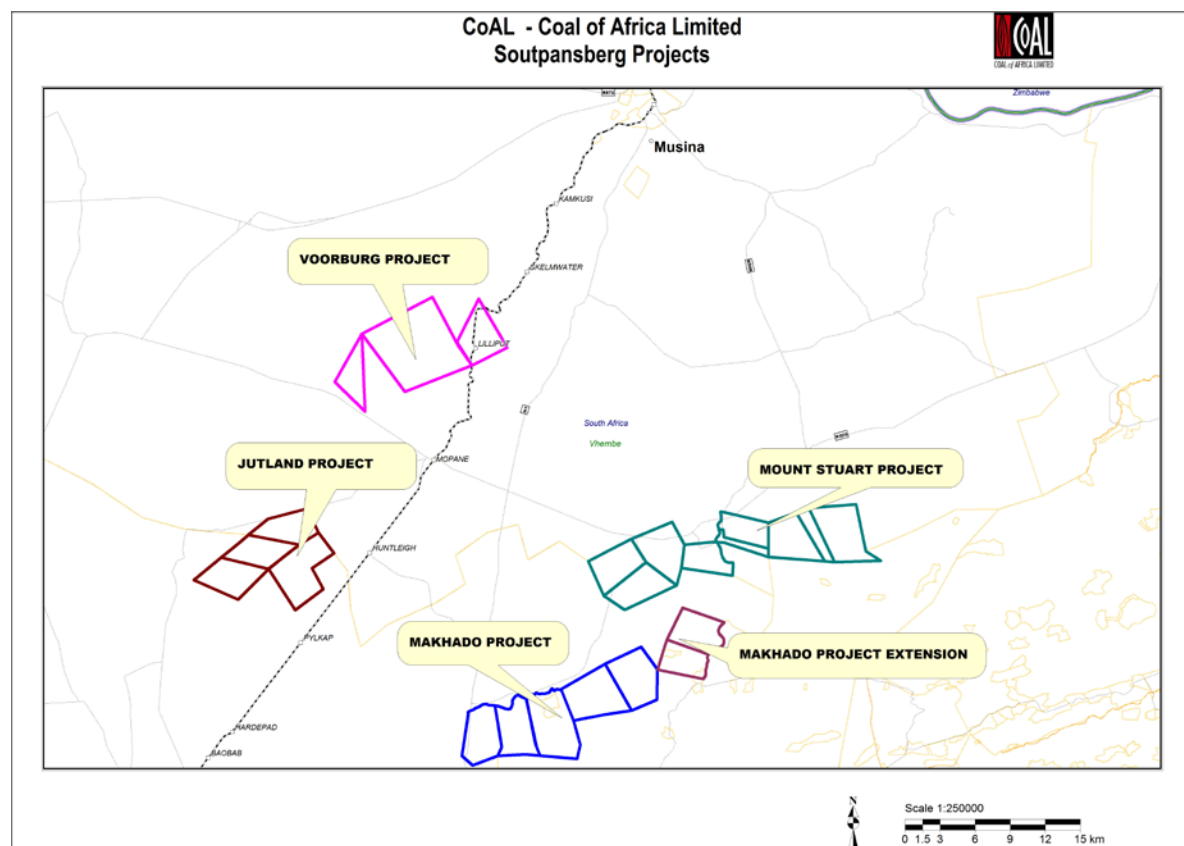 CoAL - Coal of Africa Limited
Soutpansberg Projects
COAL
COAL of AFRICA LIMITED
Zimbabwe
Musina
KAMKUSI
VOORBURG PROJECT
SKELMWATER
LILLIPUT
South Africa
Vhembe
JUTLAND PROJECT
MOPANE
MOUNT STUART PROJECT
HUNTLEIGH
PYLKAP
MAKHADO PROJECT
MAKHADO PROJECT EXTENSION
HARDEPAD
BAOBAB
N
Scale 1:250000
0 1.5 3 6 9 12 15 km